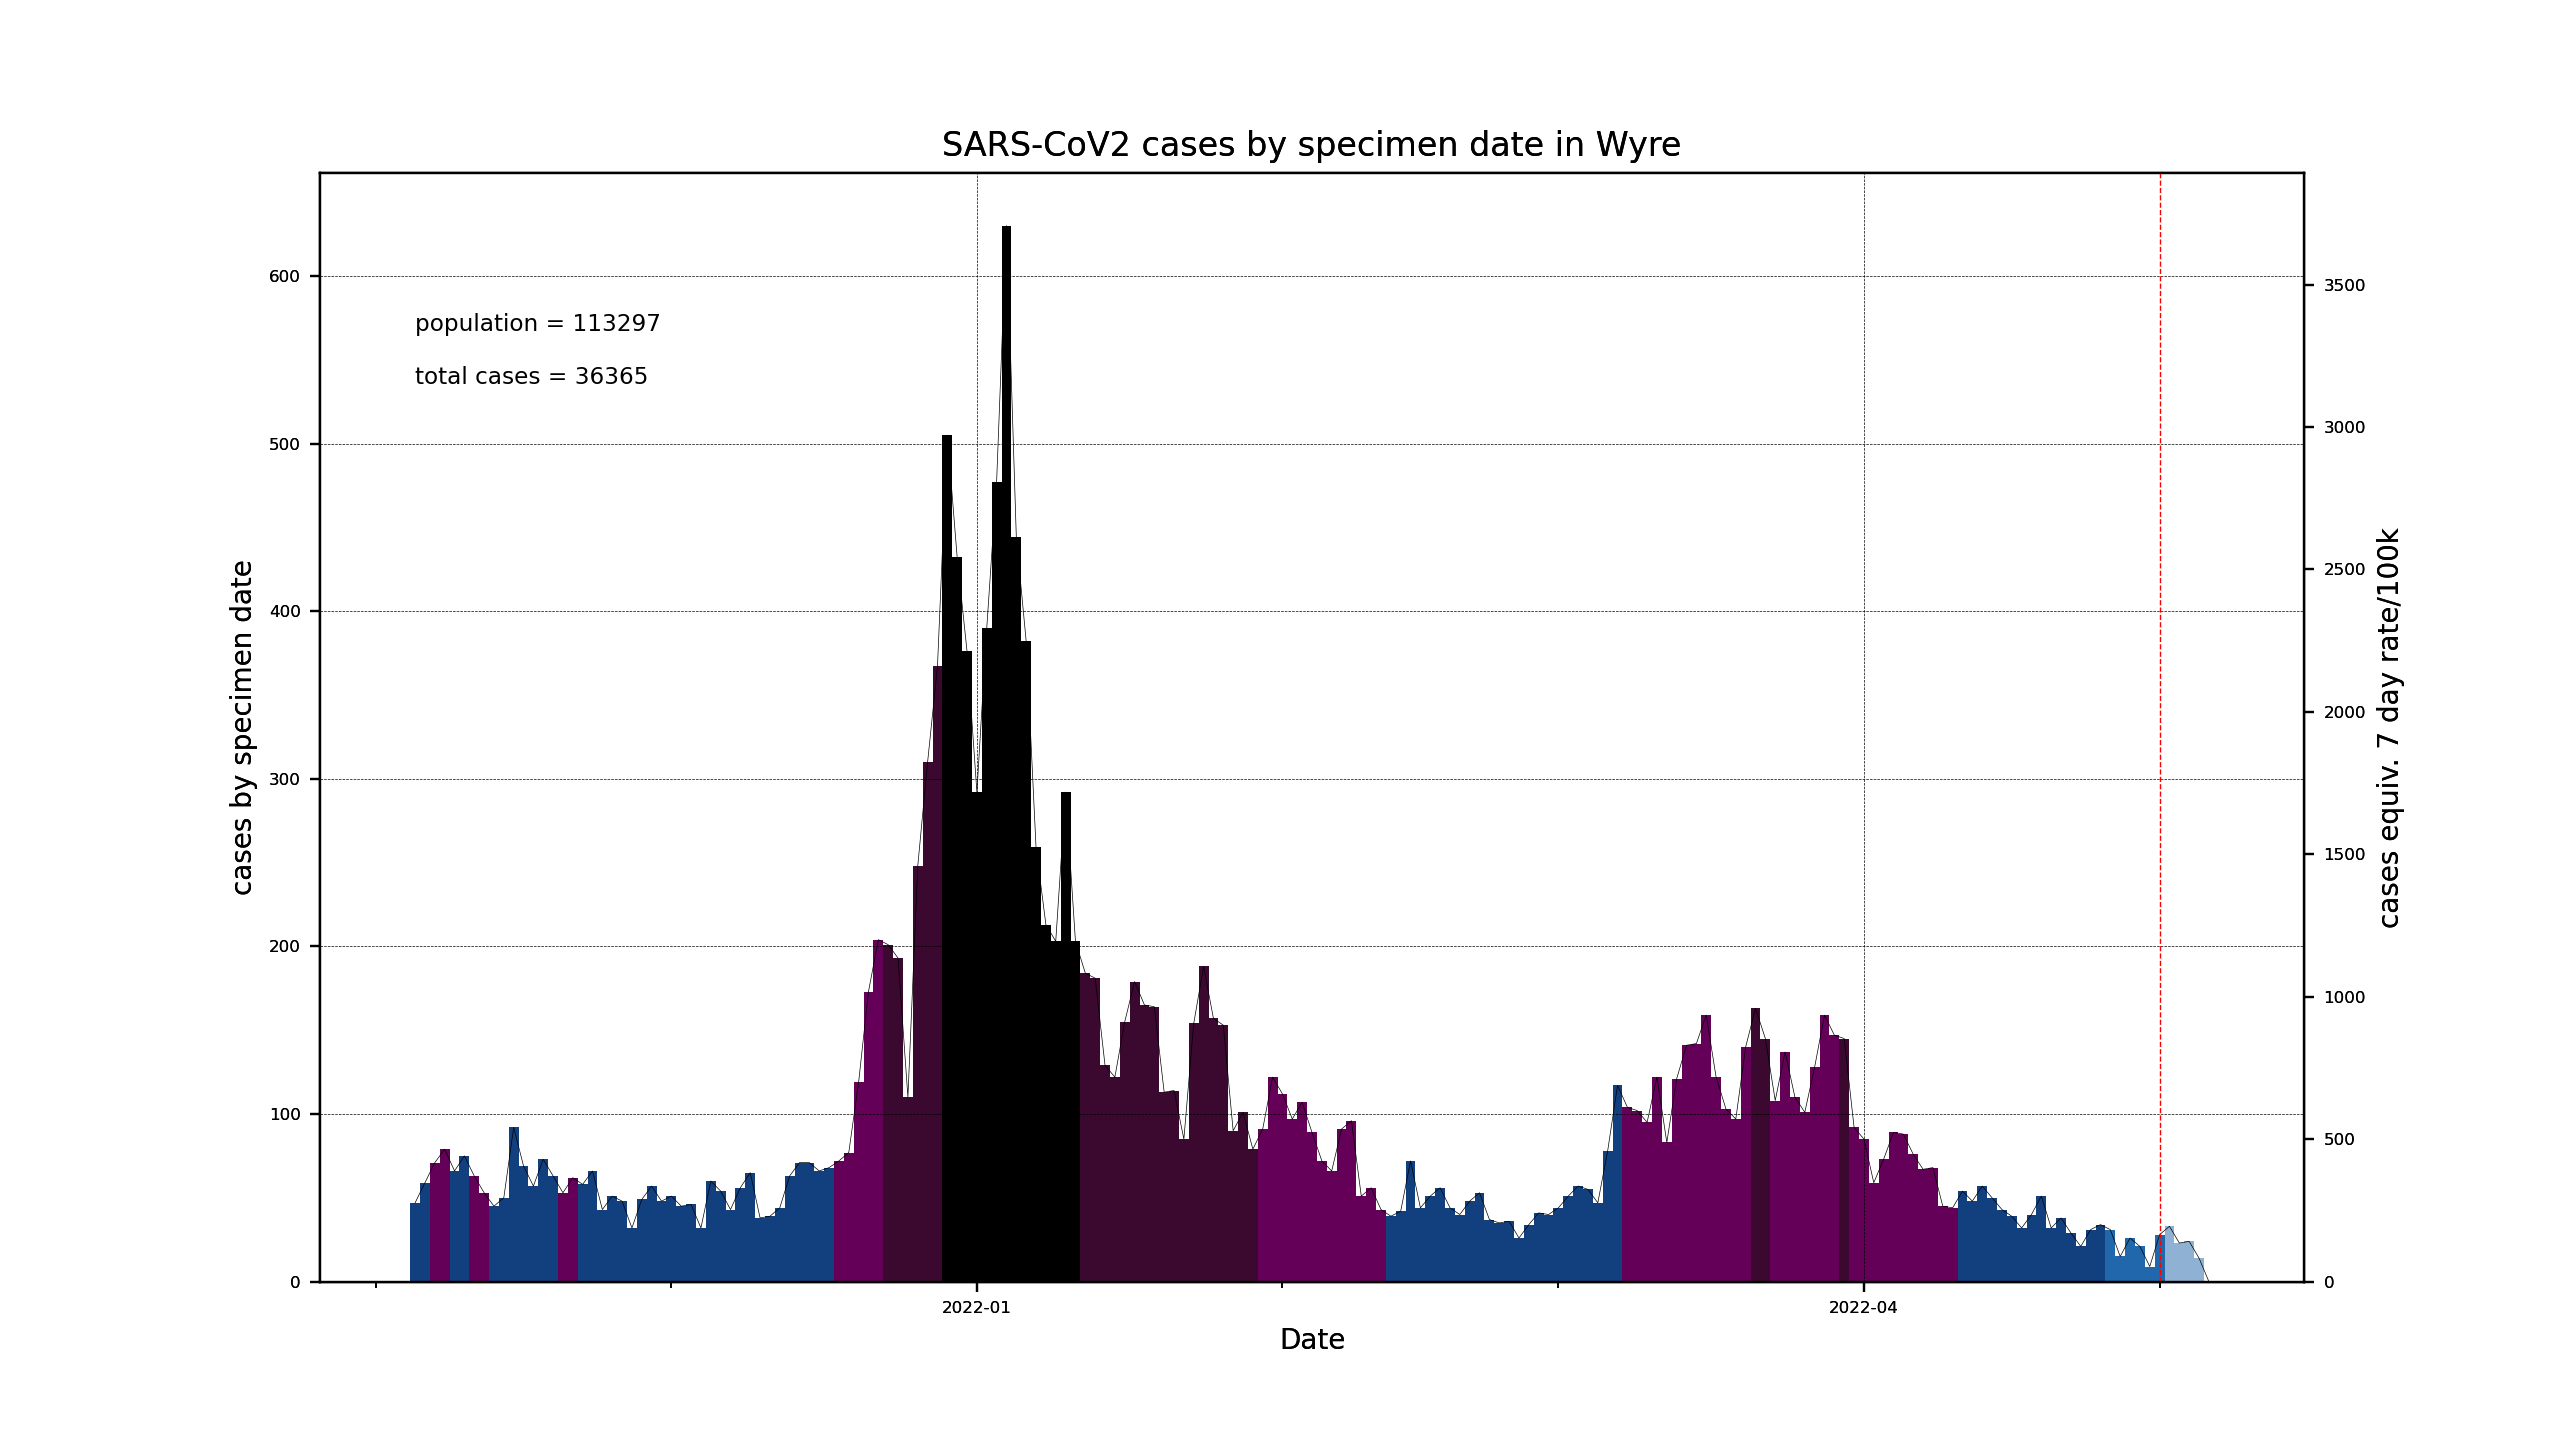 SARS-CoV2 cases by specimen date in Wyre
population = 113297
total cases = 36365
cases by specimen date
600
500
400
300
200
100
0
3500
3000
2500
2000
1500
1000
500
0
cases equiv. 7 day rate/100k
2022-01
2022-04
Date